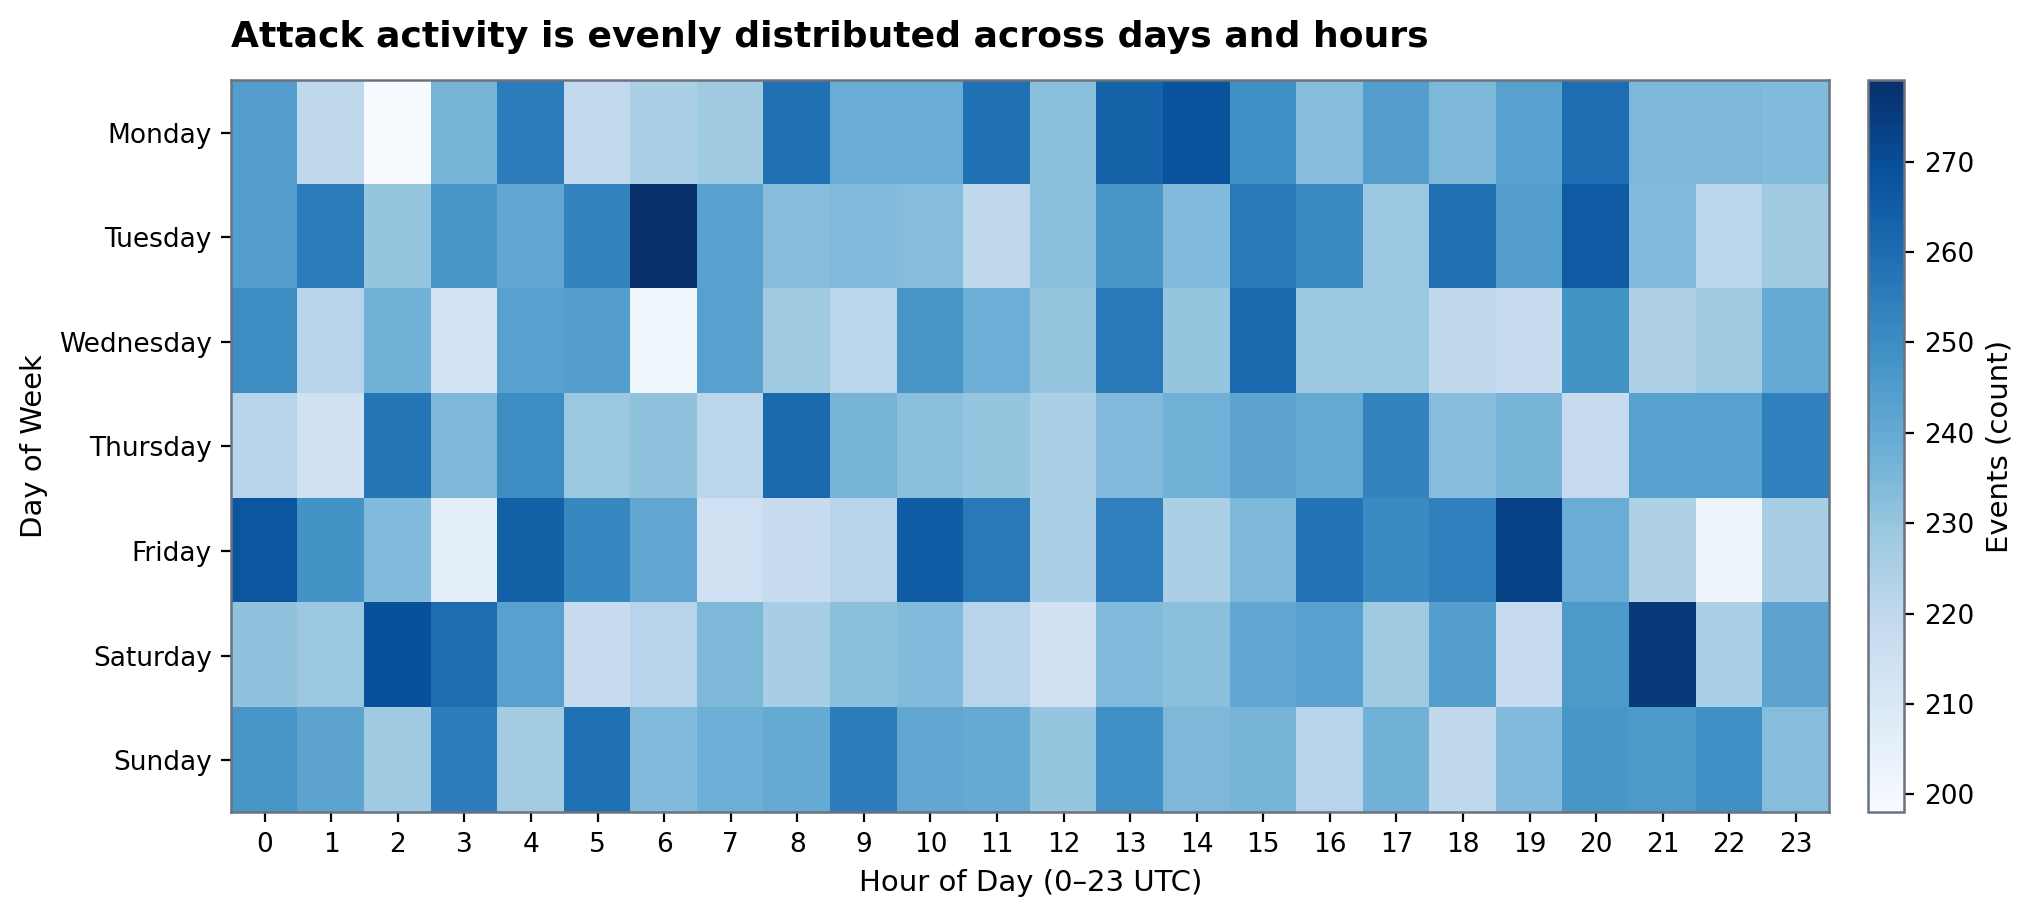 Attack activity is evenly distributed across days and hours
Day of Week
Monday
Tuesday
Wednesday
Thursday
Friday
Saturday
Sunday
0 1 2 3 4 5 6 7 8 9 10 11 12 13 14 15 16 17 18 19 20 21 22 23
Hour of Day (0–23 UTC)
270
260
250
240
230
220
210
200
Events (count)